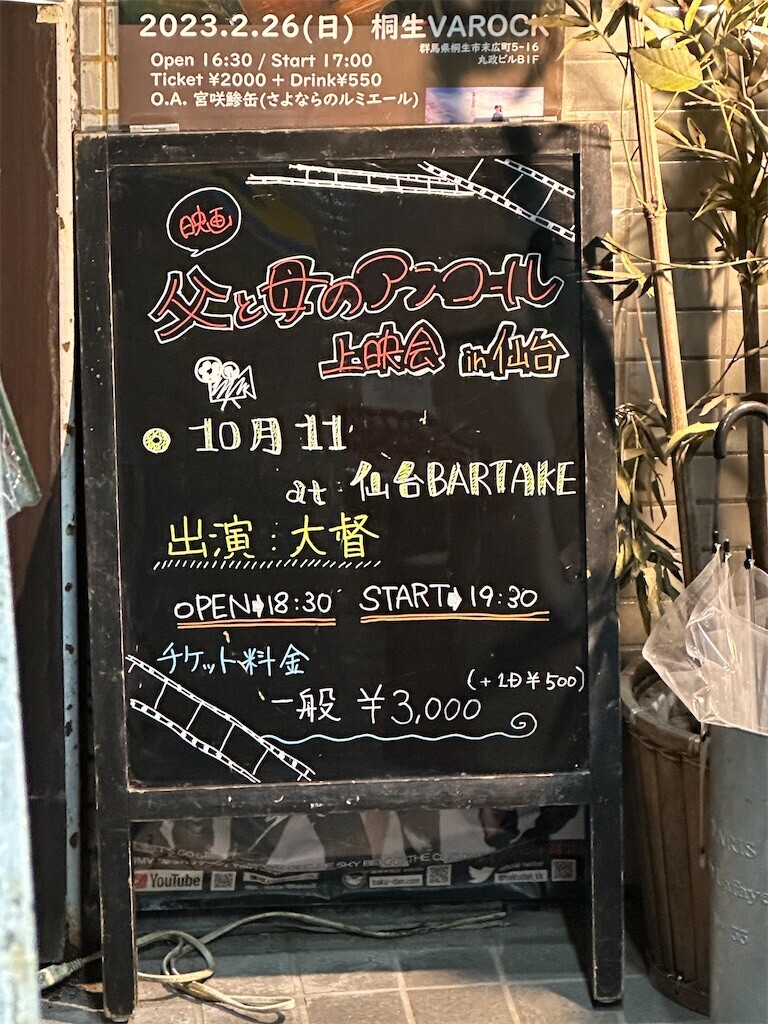 2023.2.26(日) 桐生VAROCK
群馬県桐生市末広町5-16
丸政ビルB1F
Open 16:30 / Start 17:00
Ticket ¥2000 + Drink¥550
O.A. 宮咲鯵缶(さよならのルミエール)
映画
父と母のアンコール
上映会 in 仙台
10月11
at 仙台BARTAKE
出演:大督
OPEN➡18:30 START➡19:30
チケット料金
(+1D¥500)
一般 ¥3,000
YouTube